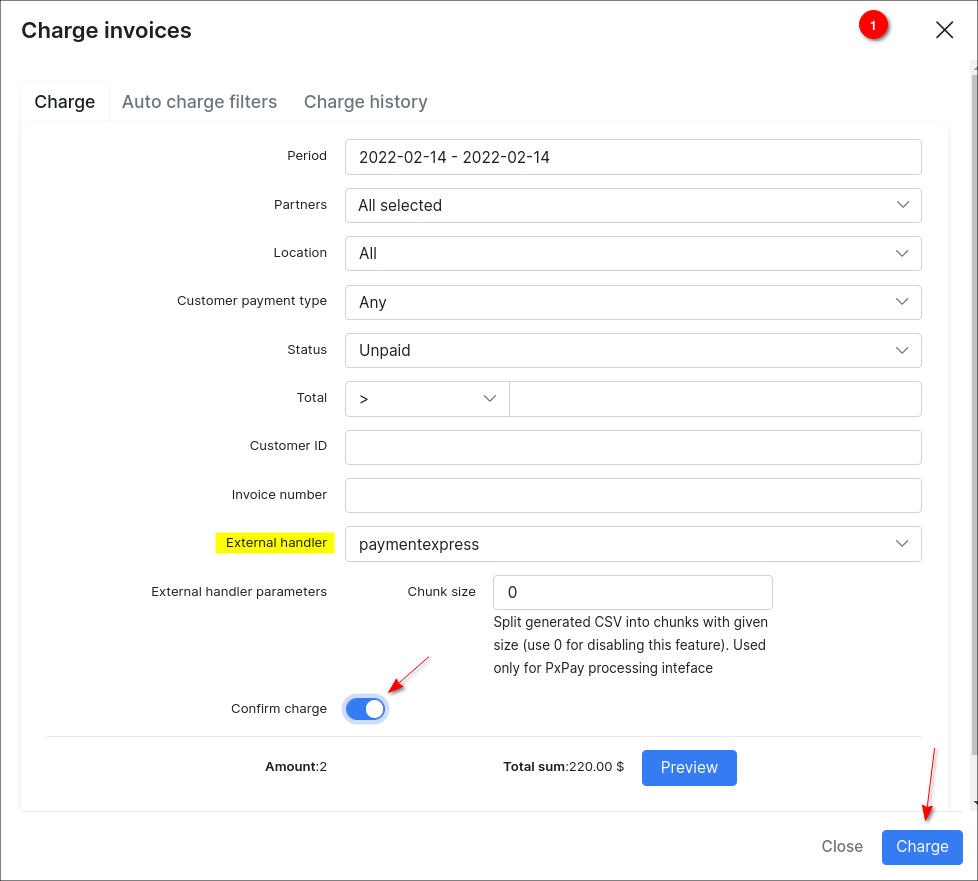 Charge invoices
1
Charge
Auto charge filters
Charge history
Period
2022-02-14 - 2022-02-14
Partners
All selected
Location
All
Customer payment type
Any
Status
Unpaid
Total
>
Customer ID
Invoice number
External handler
paymentexpress
External handler parameters
Chunk size
0
Split generated CSV into chunks with given
size (use 0 for disabling this feature). Used
only for PxPay processing inteface
Confirm charge
Amount:2
Total sum:220.00 $
Preview
Close
Charge